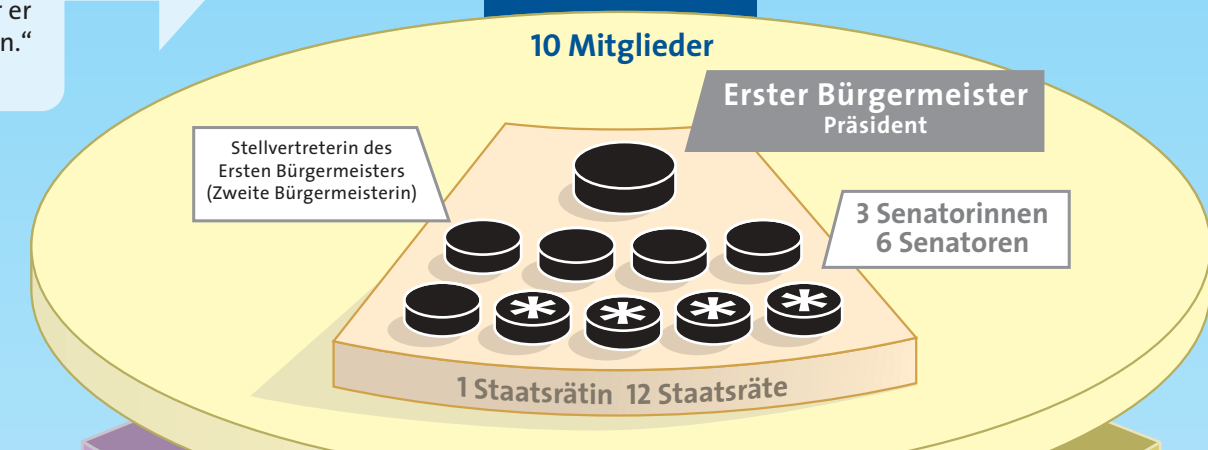 er
n.“
10 Mitglieder
Erster Bürgermeister
Präsident
Stellvertreterin des
Ersten Bürgermeisters
(Zweite Bürgermeisterin)
3 Senatorinnen
6 Senatoren
1 Staatsrätin 12 Staatsräte